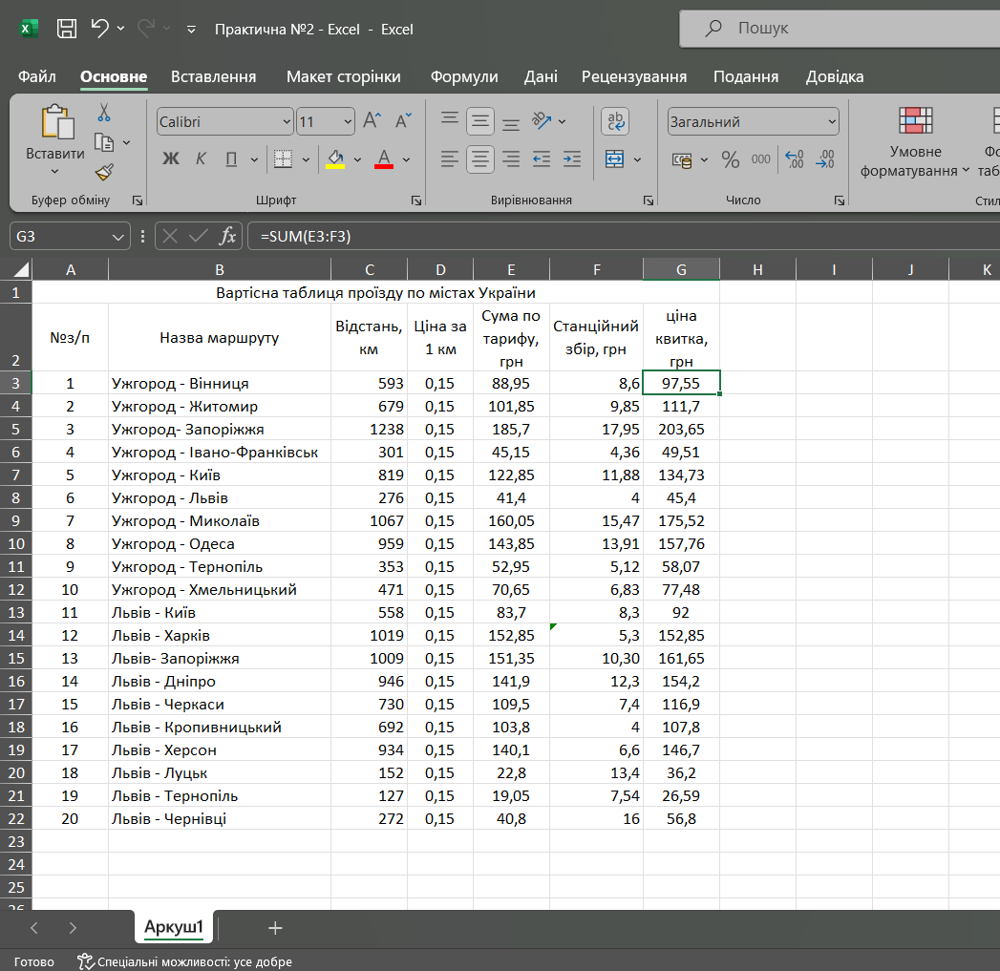 Практична №2 - Excel - Excel
Пошук
Файл Основне Вставлення Макет сторінки Формули Дані Рецензування Подання Довідка
Вставити
Calibri 11
Ж К П
ab
Загальний
% 000
Умовне форматування
Фо
таб
Буфер обміну Шрифт Вирівнювання Число Стил
G3 fx =SUM(E3:F3)
A B C D E F G H I J K
1 Вартісна таблиця проїзду по містах України
2 №з/п Назва маршруту Відстань, км Ціна за 1 км Сума по тарифу, грн Станційний збір, грн ціна квитка, грн
3 1 Ужгород - Вінниця 593 0,15 88,95 8,6 97,55
4 2 Ужгород - Житомир 679 0,15 101,85 9,85 111,7
5 3 Ужгород- Запоріжжя 1238 0,15 185,7 17,95 203,65
6 4 Ужгород - Івано-Франківськ 301 0,15 45,15 4,36 49,51
7 5 Ужгород - Київ 819 0,15 122,85 11,88 134,73
8 6 Ужгород - Львів 276 0,15 41,4 4 45,4
9 7 Ужгород - Миколаїв 1067 0,15 160,05 15,47 175,52
10 8 Ужгород - Одеса 959 0,15 143,85 13,91 157,76
11 9 Ужгород - Тернопіль 353 0,15 52,95 5,12 58,07
12 10 Ужгород - Хмельницький 471 0,15 70,65 6,83 77,48
13 11 Львів - Київ 558 0,15 83,7 8,3 92
14 12 Львів - Харків 1019 0,15 152,85 5,3 152,85
15 13 Львів- Запоріжжя 1009 0,15 151,35 10,30 161,65
16 14 Львів - Дніпро 946 0,15 141,9 12,3 154,2
17 15 Львів - Черкаси 730 0,15 109,5 7,4 116,9
18 16 Львів - Кропивницький 692 0,15 103,8 4 107,8
19 17 Львів - Херсон 934 0,15 140,1 6,6 146,7
20 18 Львів - Луцьк 152 0,15 22,8 13,4 36,2
21 19 Львів - Тернопіль 127 0,15 19,05 7,54 26,59
22 20 Львів - Чернівці 272 0,15 40,8 16 56,8
23
24
25
26
Аркуш1
Готово Спеціальні можливості: усе добре